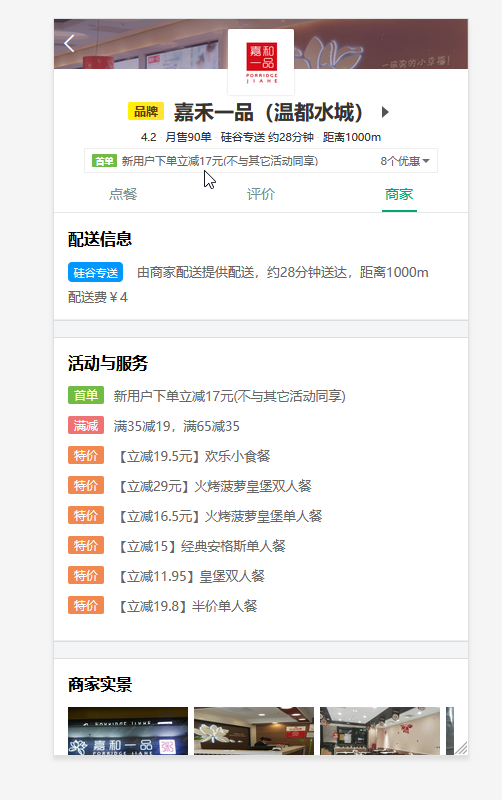 一品粥的小幸福!
嘉和
一品
PORRIDGE
JIAHE
品牌 嘉禾一品（温都水城）
4.2 月售90单 硅谷专送 约28分钟 距离1000m
首单 新用户下单立减17元(不与其它活动同享) 8个优惠
点餐 评价 商家
配送信息
硅谷专送 由商家配送提供配送，约28分钟送达，距离1000m
配送费￥4
活动与服务
首单 新用户下单立减17元(不与其它活动同享)
满减 满35减19，满65减35
特价 【立减19.5元】欢乐小食餐
特价 【立减29元】火烤菠萝皇堡双人餐
特价 【立减16.5元】火烤菠萝皇堡单人餐
特价 【立减15】经典安格斯单人餐
特价 【立减11.95】皇堡双人餐
特价 【立减19.8】半价单人餐
商家实景
PORRIDGE JIAHE
嘉和一品 粥